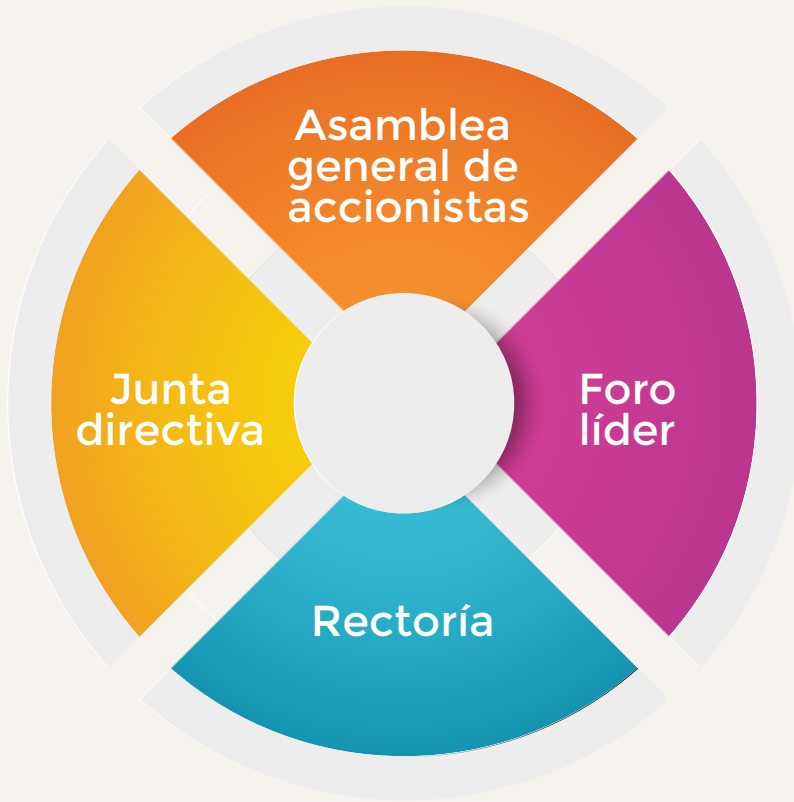 Asamblea
general de
accionistas
Junta
directiva
Foro
líder
Rectoría